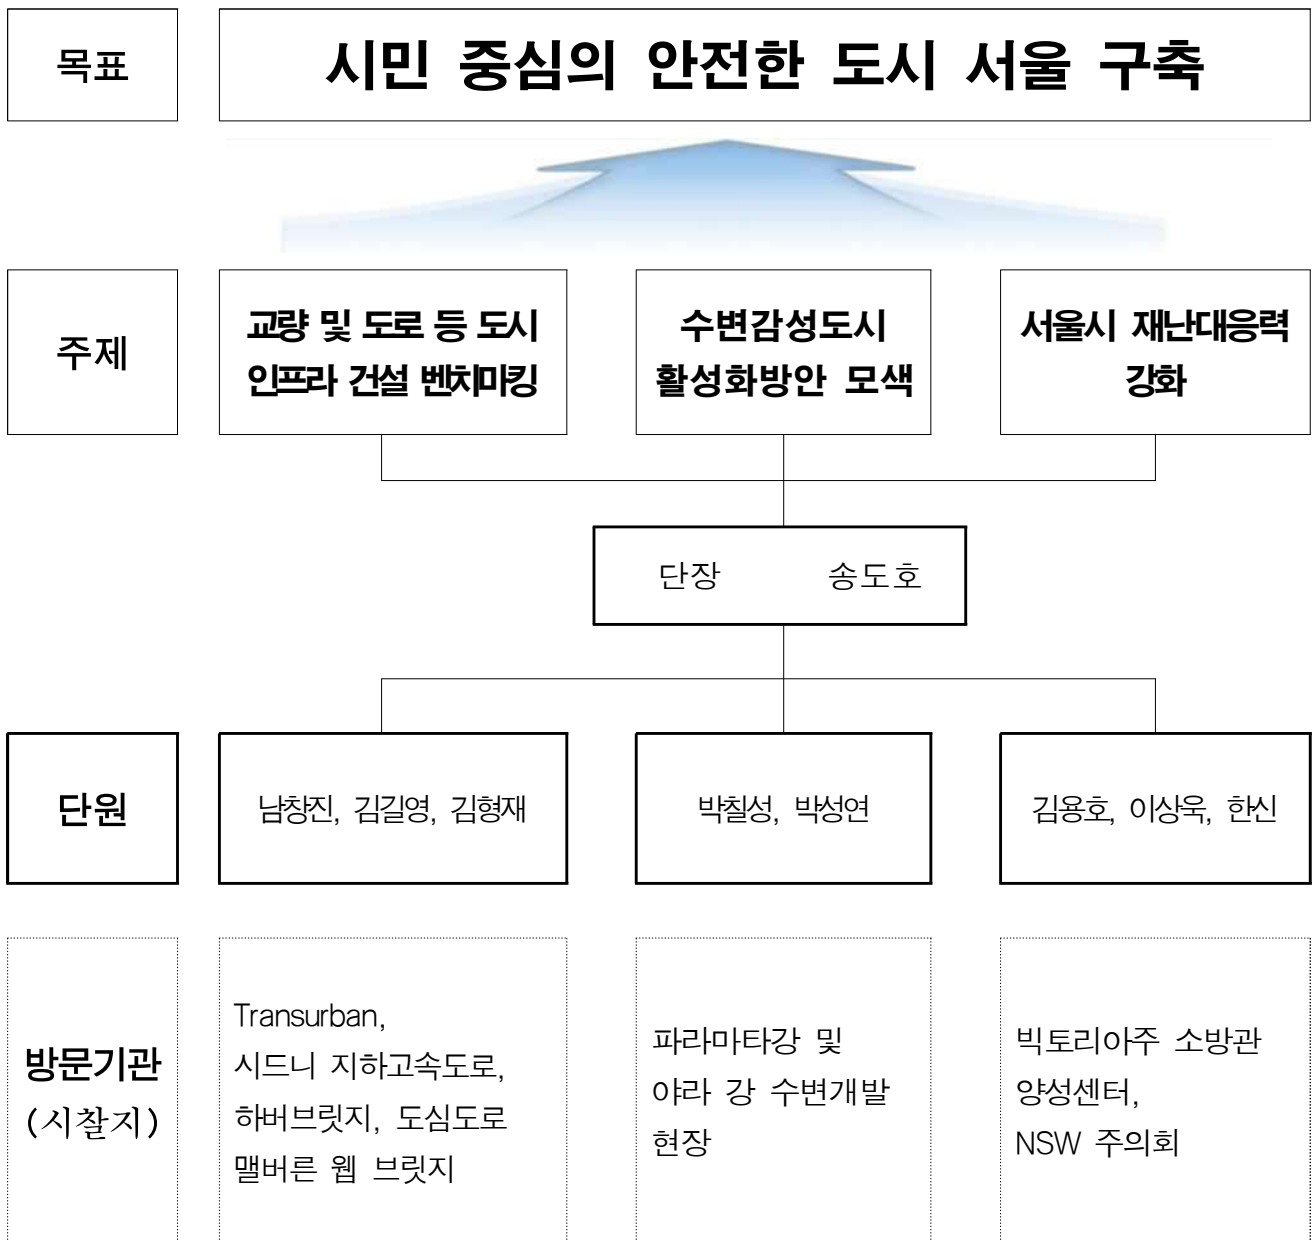 목표
시민 중심의 안전한 도시 서울 구축
주제
교량 및 도로 등 도시
인프라 건설 벤치마킹
수변감성도시
활성화방안 모색
서울시 재난대응력
강화
단장 송도호
단원
남창진, 김길영, 김형재
박칠성, 박성연
김용호, 이상욱, 한신
방문기관
(시찰지)
Transurban,
시드니 지하고속도로,
하버브릿지, 도심도로
맬버른 웹 브릿지
파라마타강 및
야라 강 수변개발
현장
빅토리아주 소방관
양성센터,
NSW 주의회